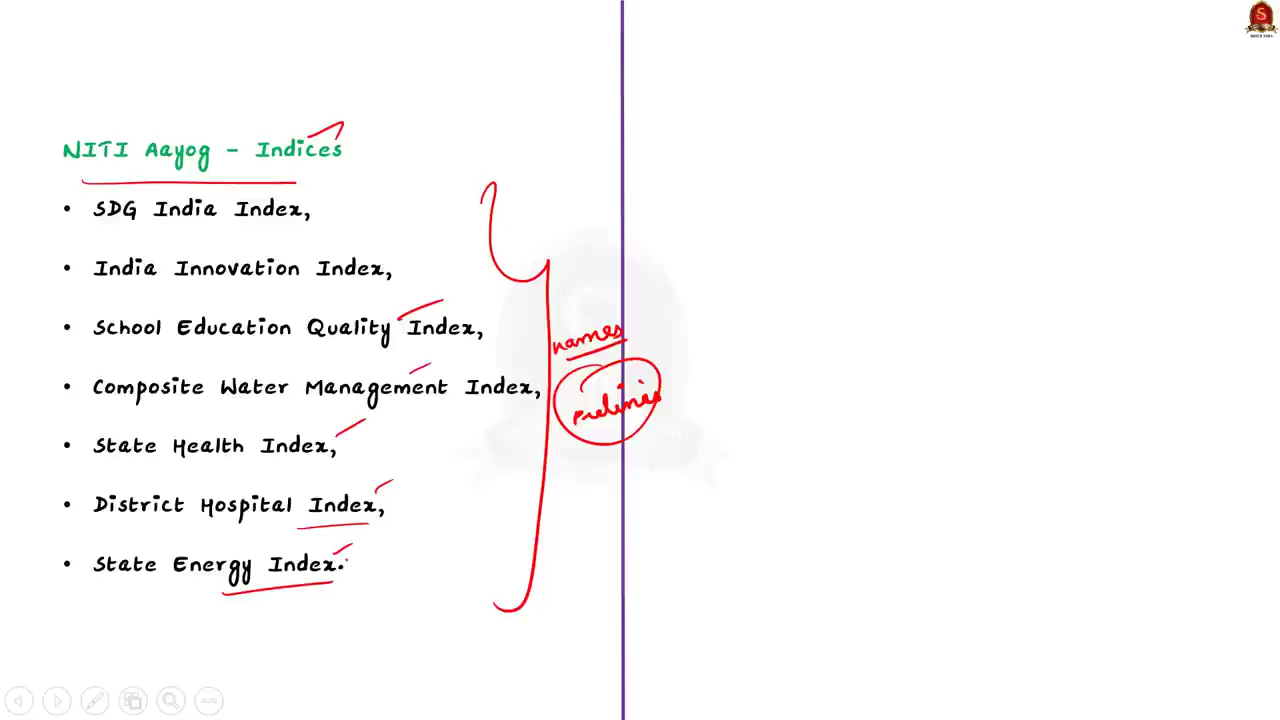 NITI Aayog - Indices
• SDG India Index,
• India Innovation Index,
• School Education Quality Index,
• Composite Water Management Index,
• State Health Index,
• District Hospital Index,
• State Energy Index.
names
Prelims
S